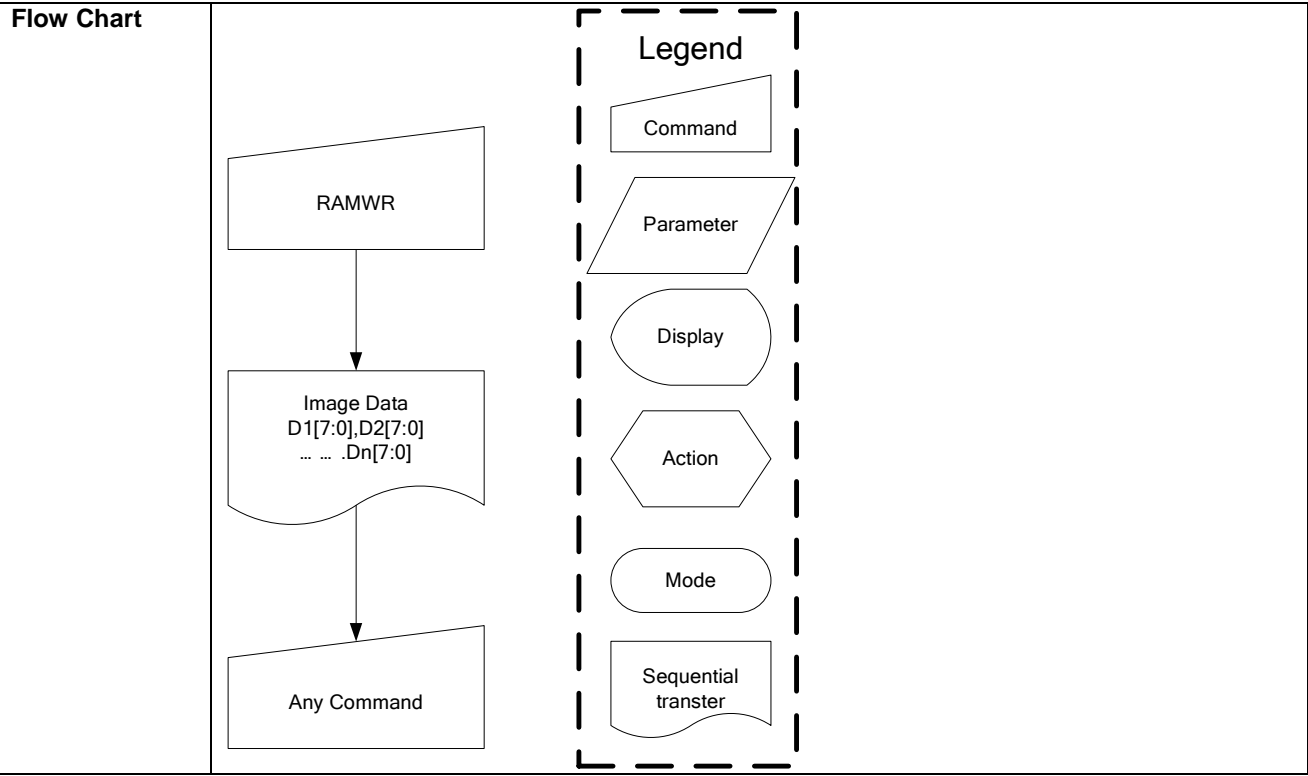 Flow Chart
RAMWR
Image Data
D1[7:0],D2[7:0]
... ... .Dn[7:0]
Any Command
Legend
Command
Parameter
Display
Action
Mode
Sequential
transter